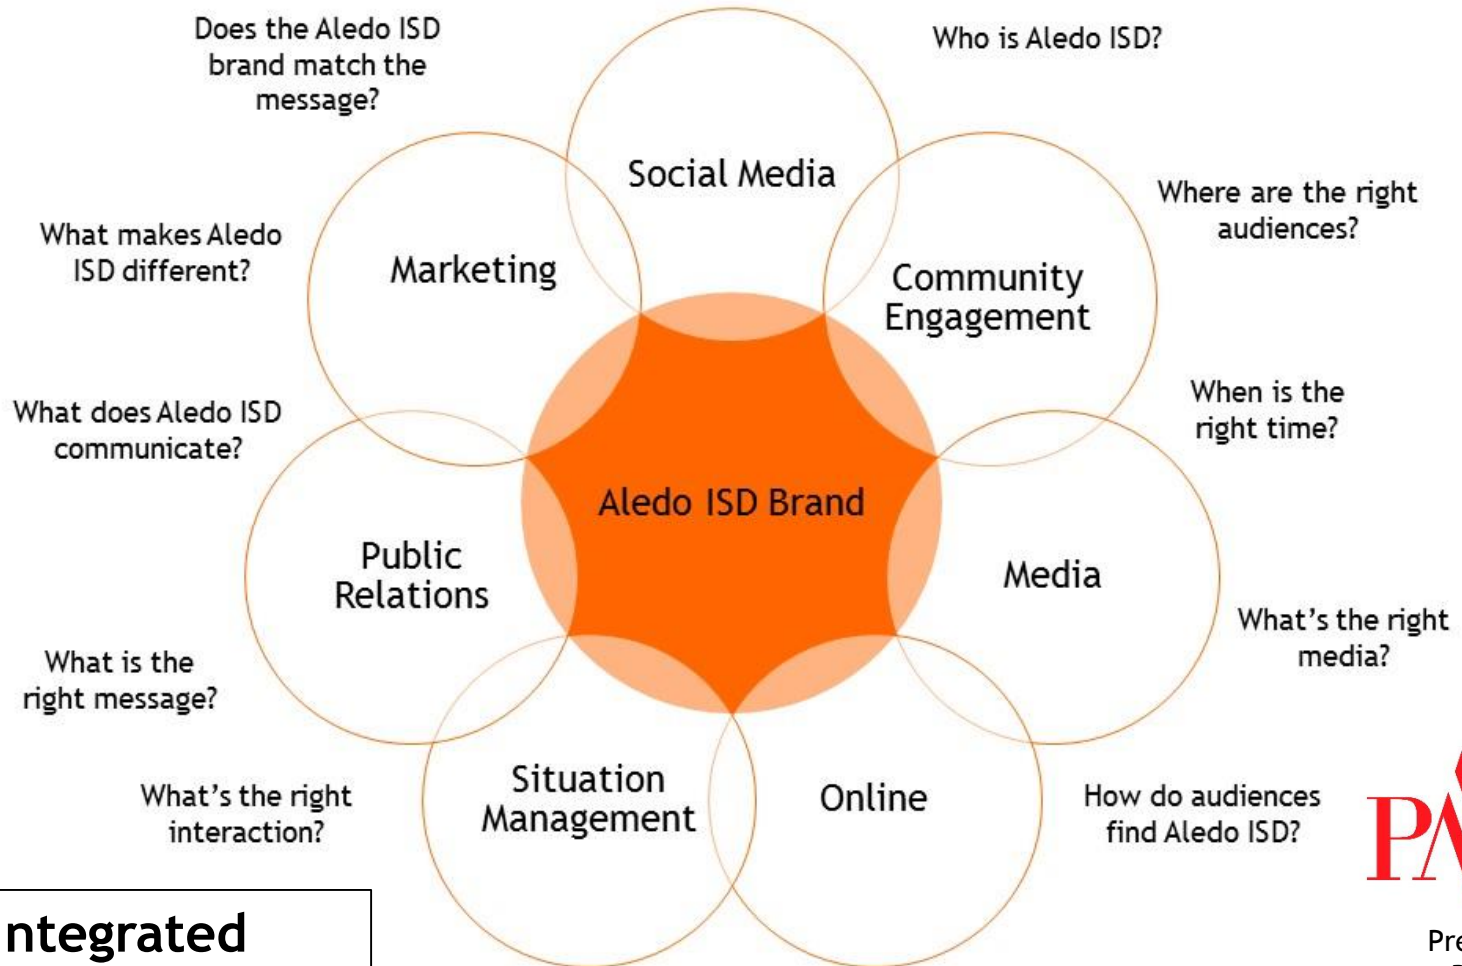 Does the Aledo ISD
brand match the
message?
Who is Aledo ISD?
Social Media
Where are the right
audiences?
What makes Aledo
ISD different?
Marketing
Community
Engagement
When is the
right time?
What does Aledo ISD
communicate?
Aledo ISD Brand
Public
Relations
Media
What's the right
media?
What is the
right message?
Situation
Management
Online
What's the right
interaction?
How do audiences
find Aledo ISD?
ntegrated
Pre